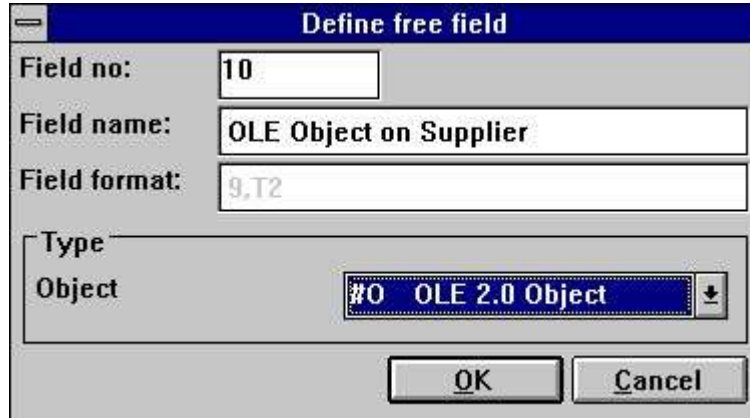 Define free field
Field no: 10
Field name: OLE Object on Supplier
Field format: 9,T2
Type
Object #O OLE 2.0 Object
OK Cancel